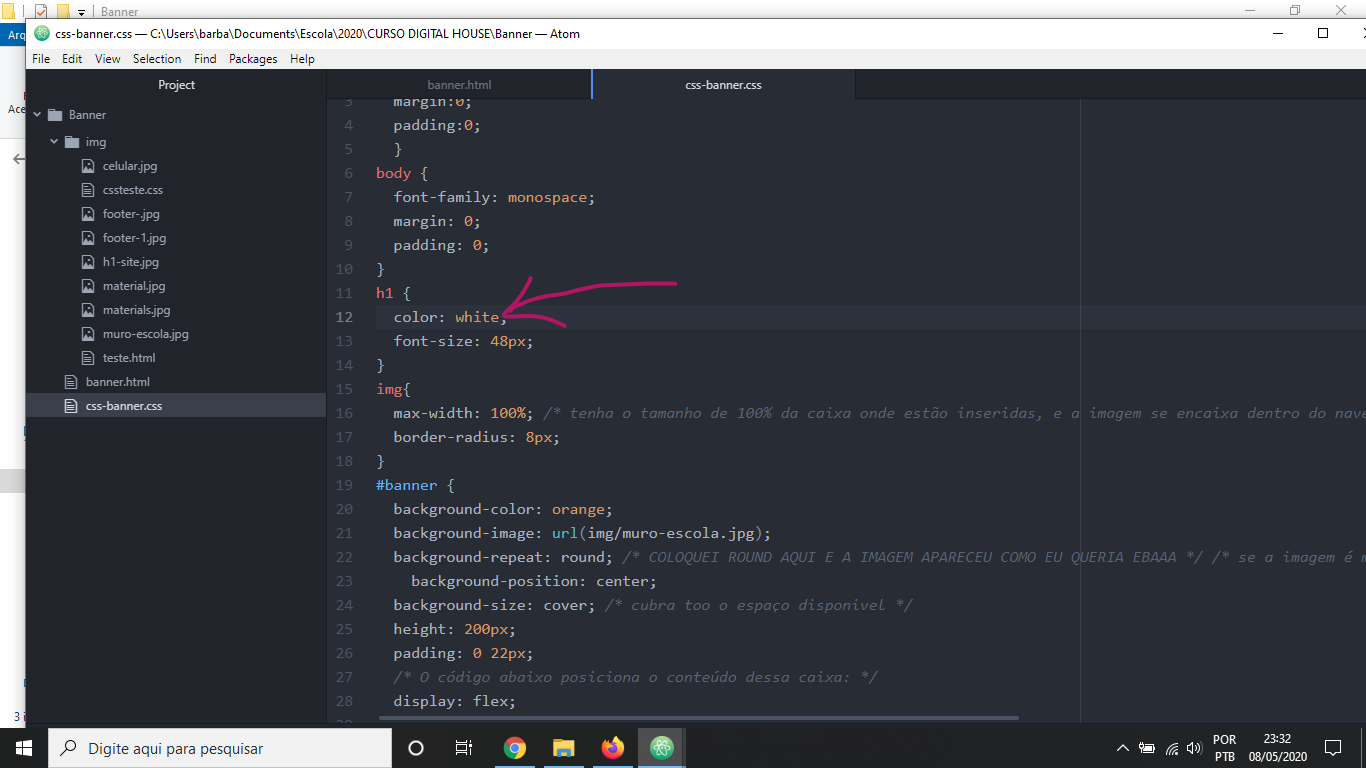 Banner
Arq
css-banner.css — C:\Users\barba\Documents\Escola\2020\CURSO DIGITAL HOUSE\Banner — Atom
File Edit View Selection Find Packages Help
Project
banner.html
css-banner.css
Ace
Banner
img
celular.jpg
cssteste.css
footer-.jpg
footer-1.jpg
h1-site.jpg
material.jpg
materials.jpg
muro-escola.jpg
teste.html
banner.html
css-banner.css
3 margin:0;
4 padding:0;
5 }
6 body {
7 font-family: monospace;
8 margin: 0;
9 padding: 0;
10 }
11 h1 {
12 color: white;
13 font-size: 48px;
14 }
15 img{
16 max-width: 100%; /* tenha o tamanho de 100% da caixa onde estão inseridas, e a imagem se encaixa dentro do nave
17 border-radius: 8px;
18 }
19 #banner {
20 background-color: orange;
21 background-image: url(img/muro-escola.jpg);
22 background-repeat: round; /* COLOQUEI ROUND AQUI E A IMAGEM APARECEU COMO EU QUERIA EBAAA */ /* se a imagem é m
23 background-position: center;
24 background-size: cover; /* cubra too o espaço disponivel */
25 height: 200px;
26 padding: 0 22px;
27 /* O código abaixo posiciona o conteúdo dessa caixa: */
28 display: flex;
3 i
Digite aqui para pesquisar
POR
PTB
23:32
08/05/2020